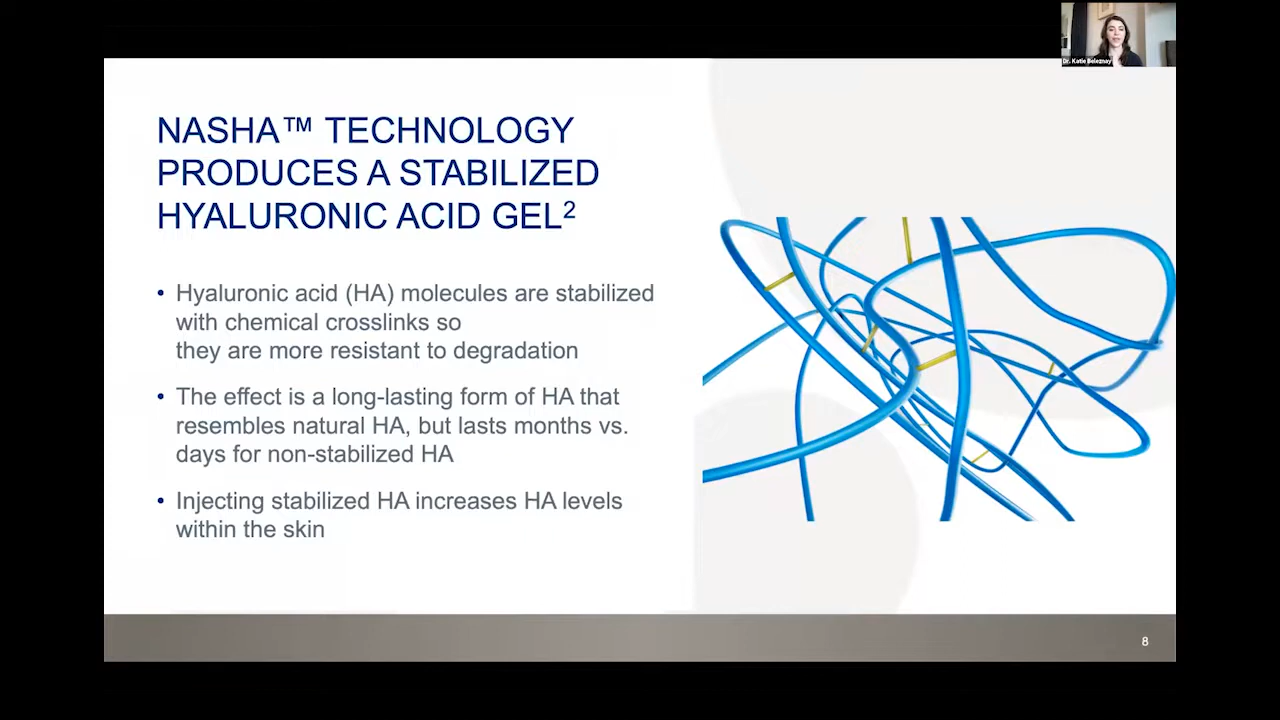 Dr. Katie Beleznay
NASHA™ TECHNOLOGY
PRODUCES A STABILIZED
HYALURONIC ACID GEL²
• Hyaluronic acid (HA) molecules are stabilized
with chemical crosslinks so
they are more resistant to degradation
• The effect is a long-lasting form of HA that
resembles natural HA, but lasts months vs.
days for non-stabilized HA
• Injecting stabilized HA increases HA levels
within the skin
8